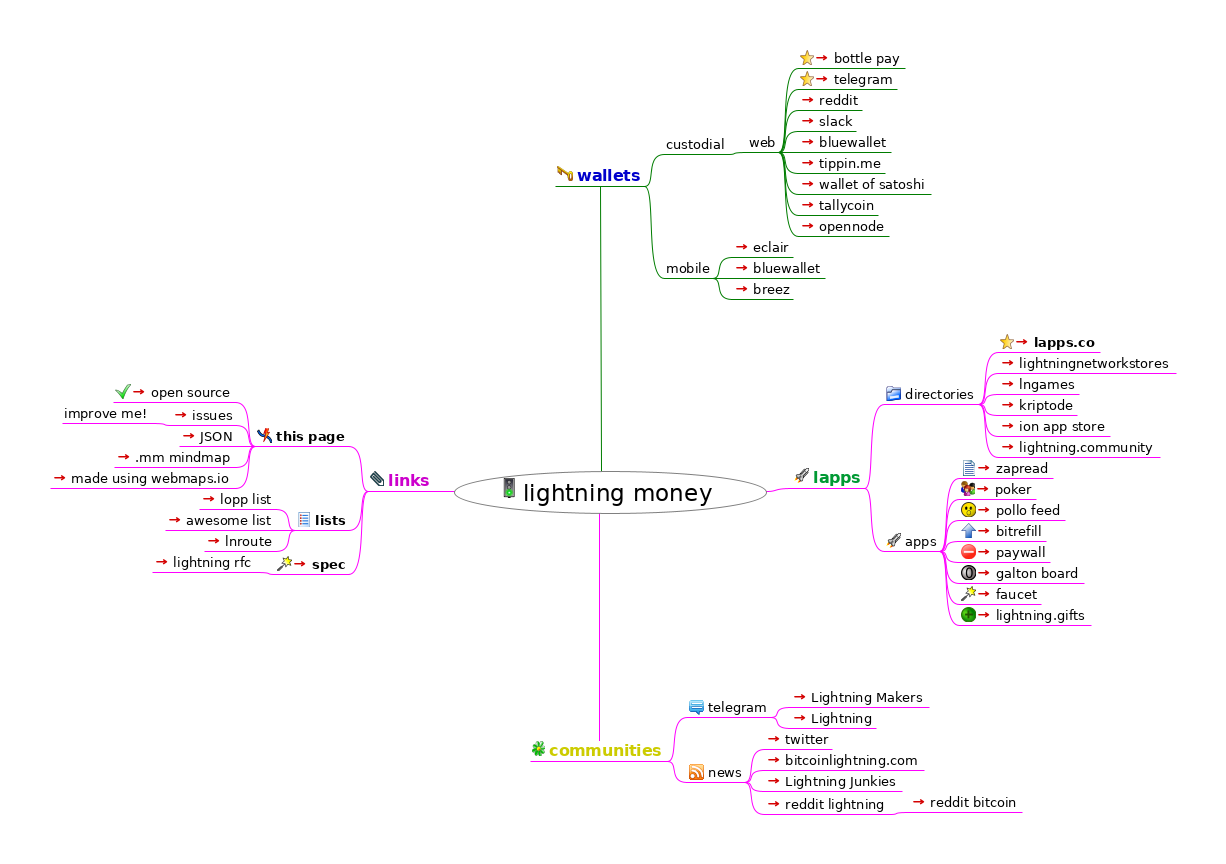 lightning money
wallets
custodial
web
bottle pay
telegram
reddit
slack
bluewallet
tippin.me
wallet of satoshi
tallycoin
opennode
mobile
eclair
bluewallet
breez
lapps
directories
lapps.co
lightningnetworkstores
lngames
kriptode
ion app store
lightning.community
apps
zapread
poker
pollo feed
bitrefill
paywall
galton board
faucet
lightning.gifts
links
this page
open source
issues
improve me!
JSON
.mm mindmap
made using webmaps.io
lists
lopp list
awesome list
lnroute
spec
lightning rfc
communities
telegram
Lightning Makers
Lightning
news
twitter
bitcoinlightning.com
Lightning Junkies
reddit lightning
reddit bitcoin